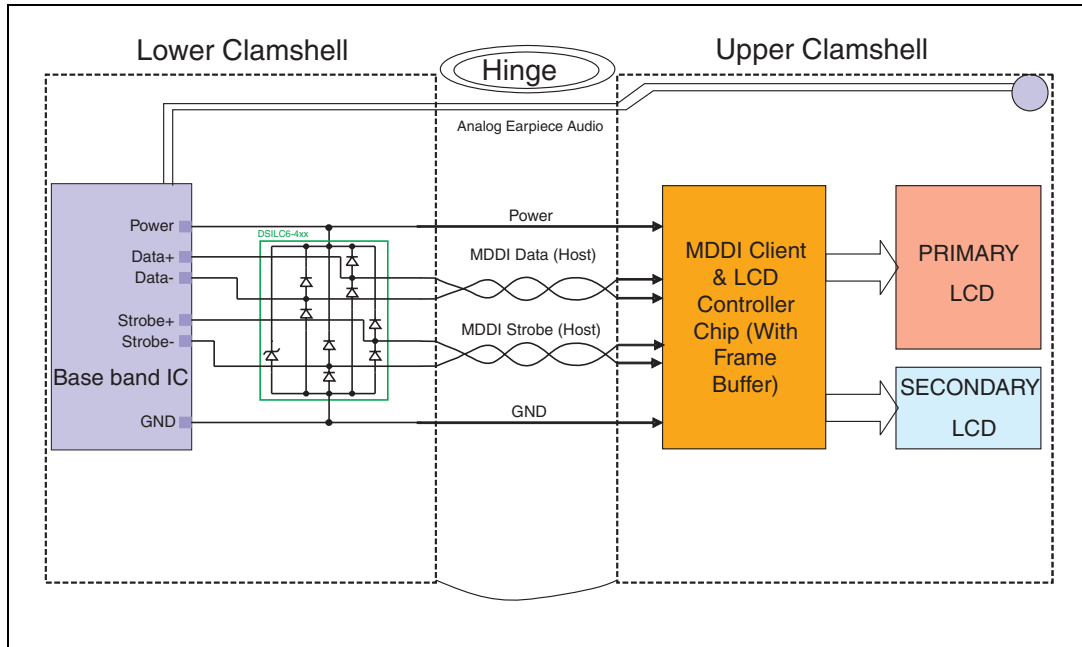 Lower Clamshell
Hinge
Upper Clamshell
Analog Earpiece Audio
Power
Data+
Data-
Strobe+
Strobe-
Base band IC
GND
DSILC6-4xx
Power
MDDI Data (Host)
MDDI Strobe (Host)
GND
MDDI Client
& LCD
Controller
Chip (With
Frame
Buffer)
PRIMARY
LCD
SECONDARY
LCD